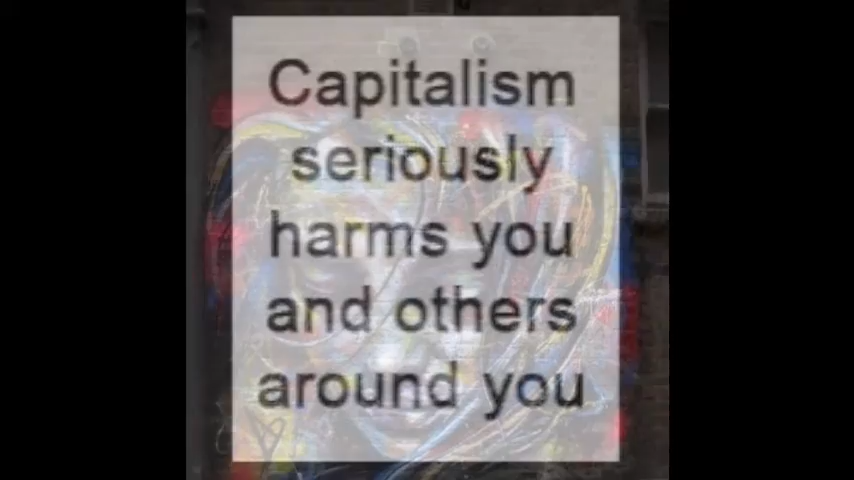 Capitalism
seriously
harms you
and others
around you